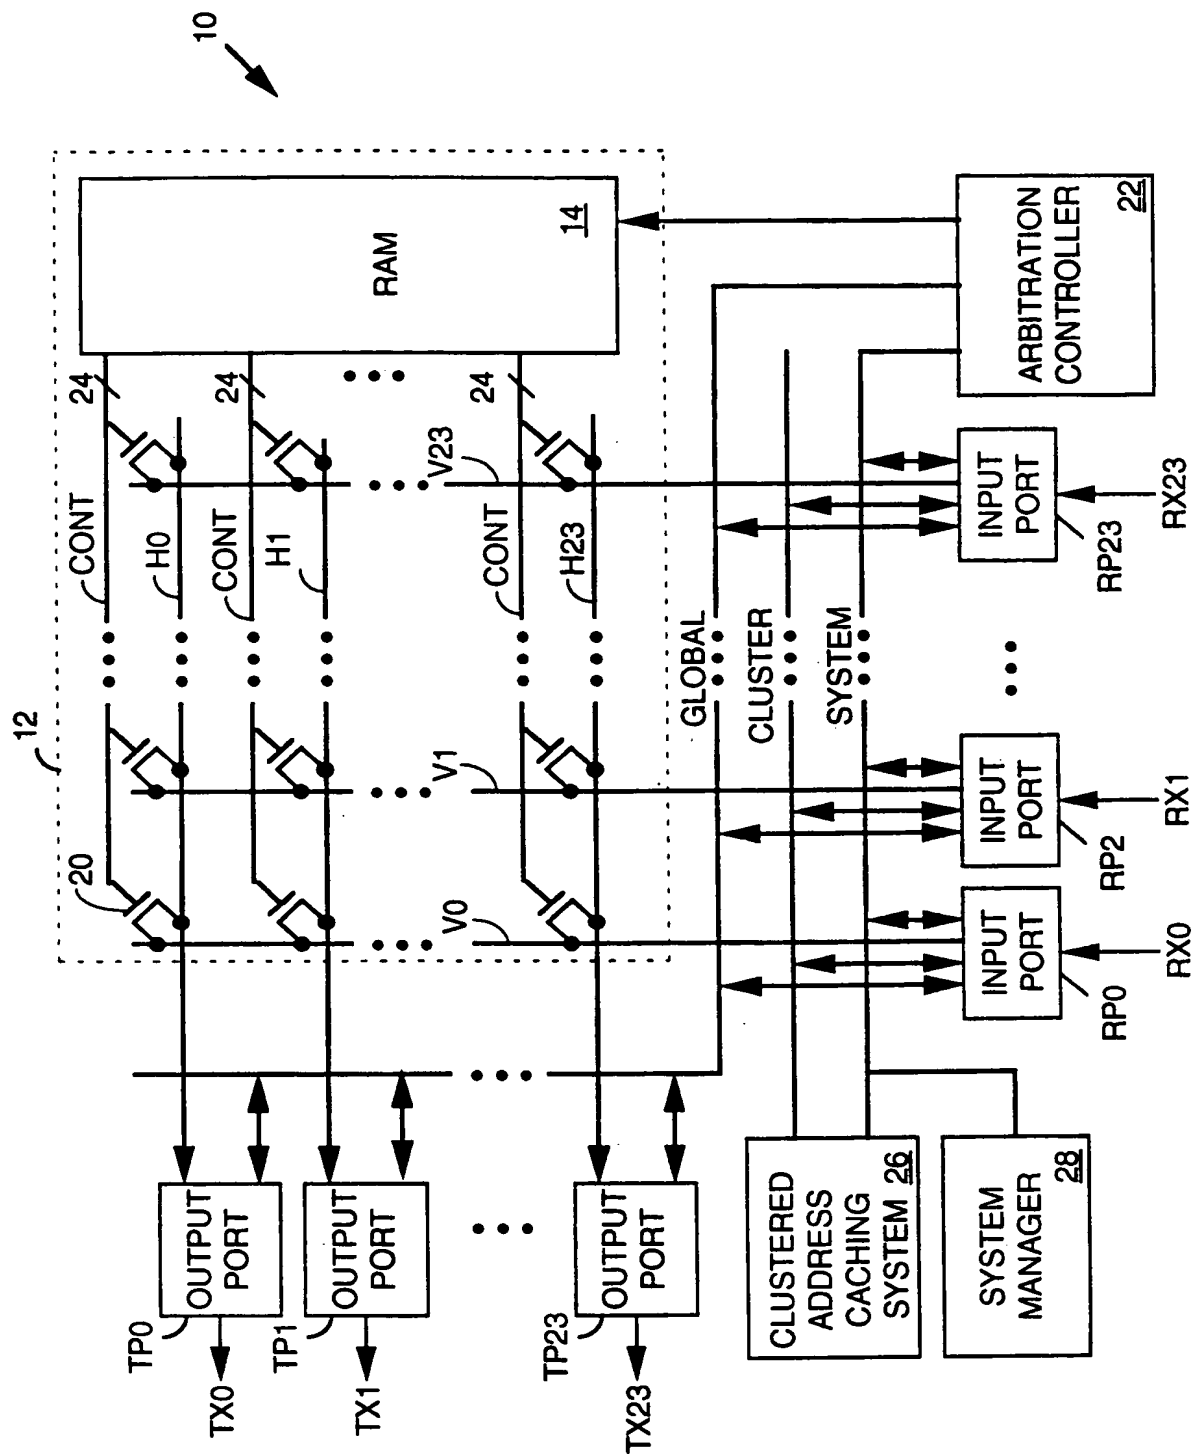 10
12
20
CONT
24
H0
CONT
24
H1
RAM
14
V0
V1
V23
CONT
24
H23
TP0
OUTPUT
PORT
TX0
TP1
OUTPUT
PORT
TX1
TP23
OUTPUT
PORT
TX23
GLOBAL
CLUSTER
SYSTEM
CLUSTERED
ADDRESS
CACHING
SYSTEM 26
SYSTEM
MANAGER
28
INPUT
PORT
RP0
RX0
INPUT
PORT
RP2
RX1
INPUT
PORT
RP23
RX23
ARBITRATION
CONTROLLER
22